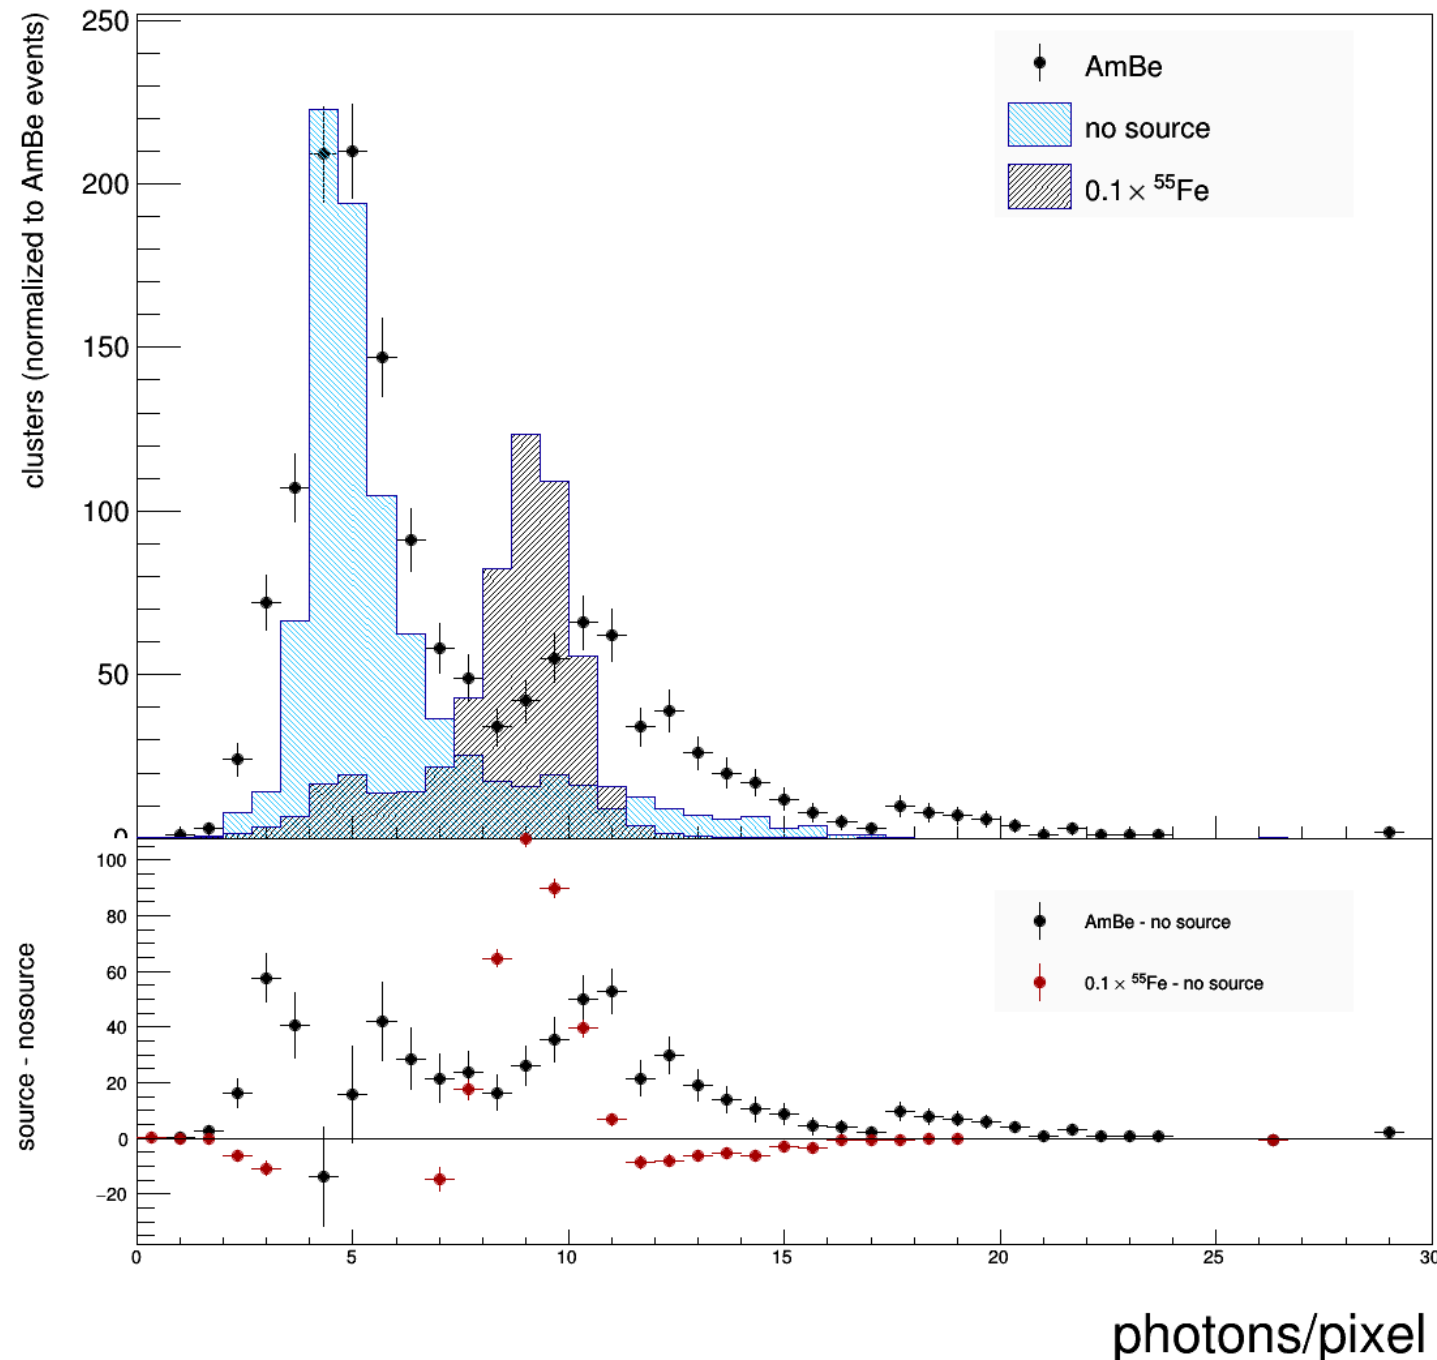 clusters (normalized to AmBe events)
250
200
150
100
50
0
AmBe
no source
0.1× ⁵⁵Fe
source - nosource
100
80
60
40
20
0
−20
AmBe - no source
0.1 × ⁵⁵Fe - no source
0 5 10 15 20 25 30
photons/pixel